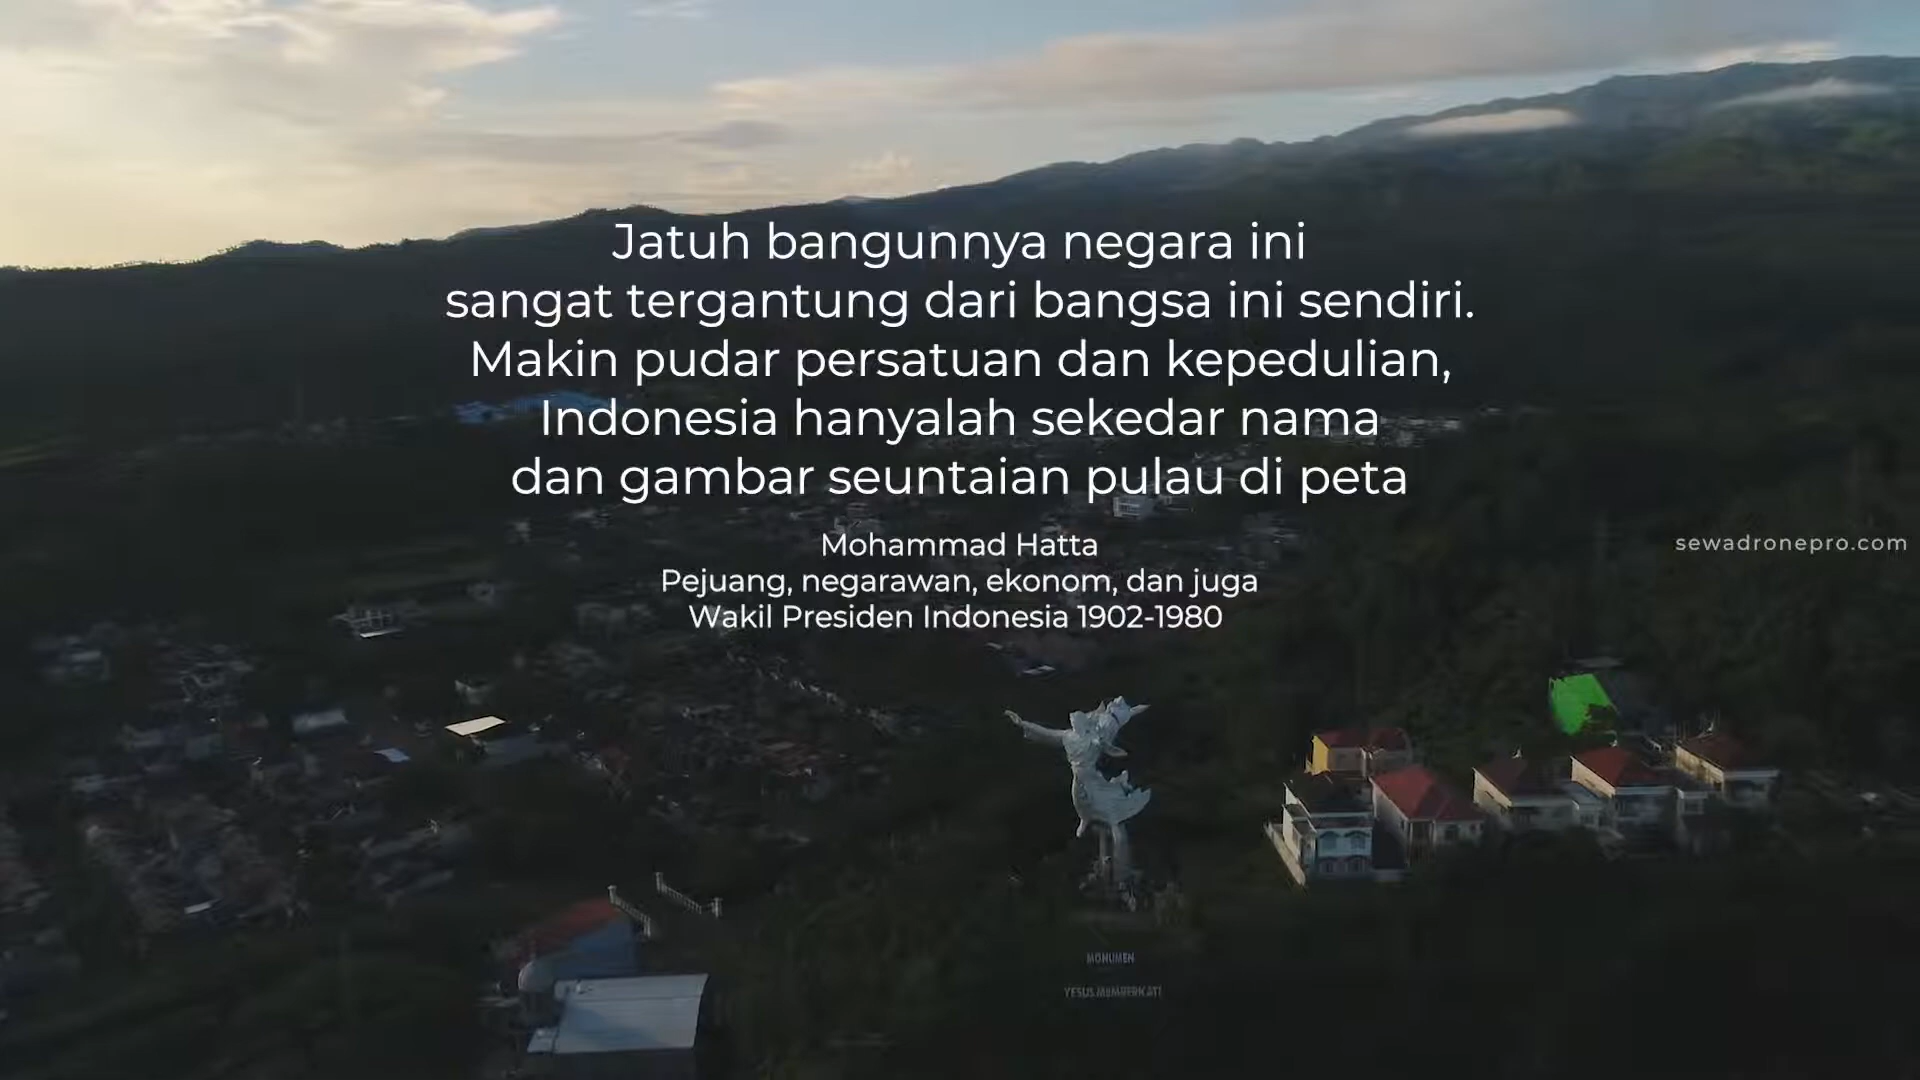 Jatuh bangunnya negara ini
sangat tergantung dari bangsa ini sendiri.
Makin pudar persatuan dan kepedulian,
Indonesia hanyalah sekedar nama
dan gambar seuntaian pulau di peta
Mohammad Hatta
Pejuang, negarawan, ekonom, dan juga
Wakil Presiden Indonesia 1902-1980
sewadronepro.com
MONUMEN
YESUS MEMBERKATI